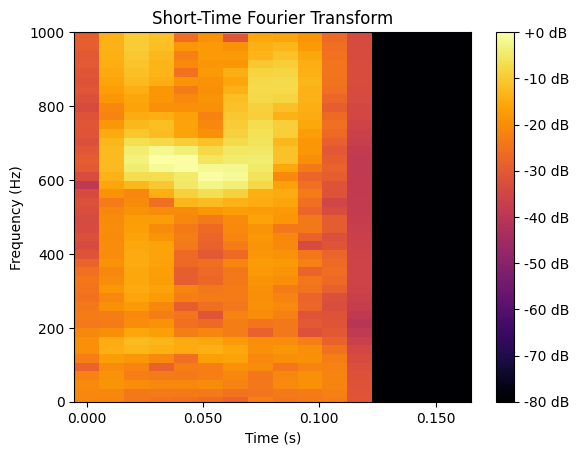 Short-Time Fourier Transform
1000
800
600
400
200
0
Frequency (Hz)
0.000
0.050
0.100
0.150
Time (s)
+0 dB
-10 dB
-20 dB
-30 dB
-40 dB
-50 dB
-60 dB
-70 dB
-80 dB